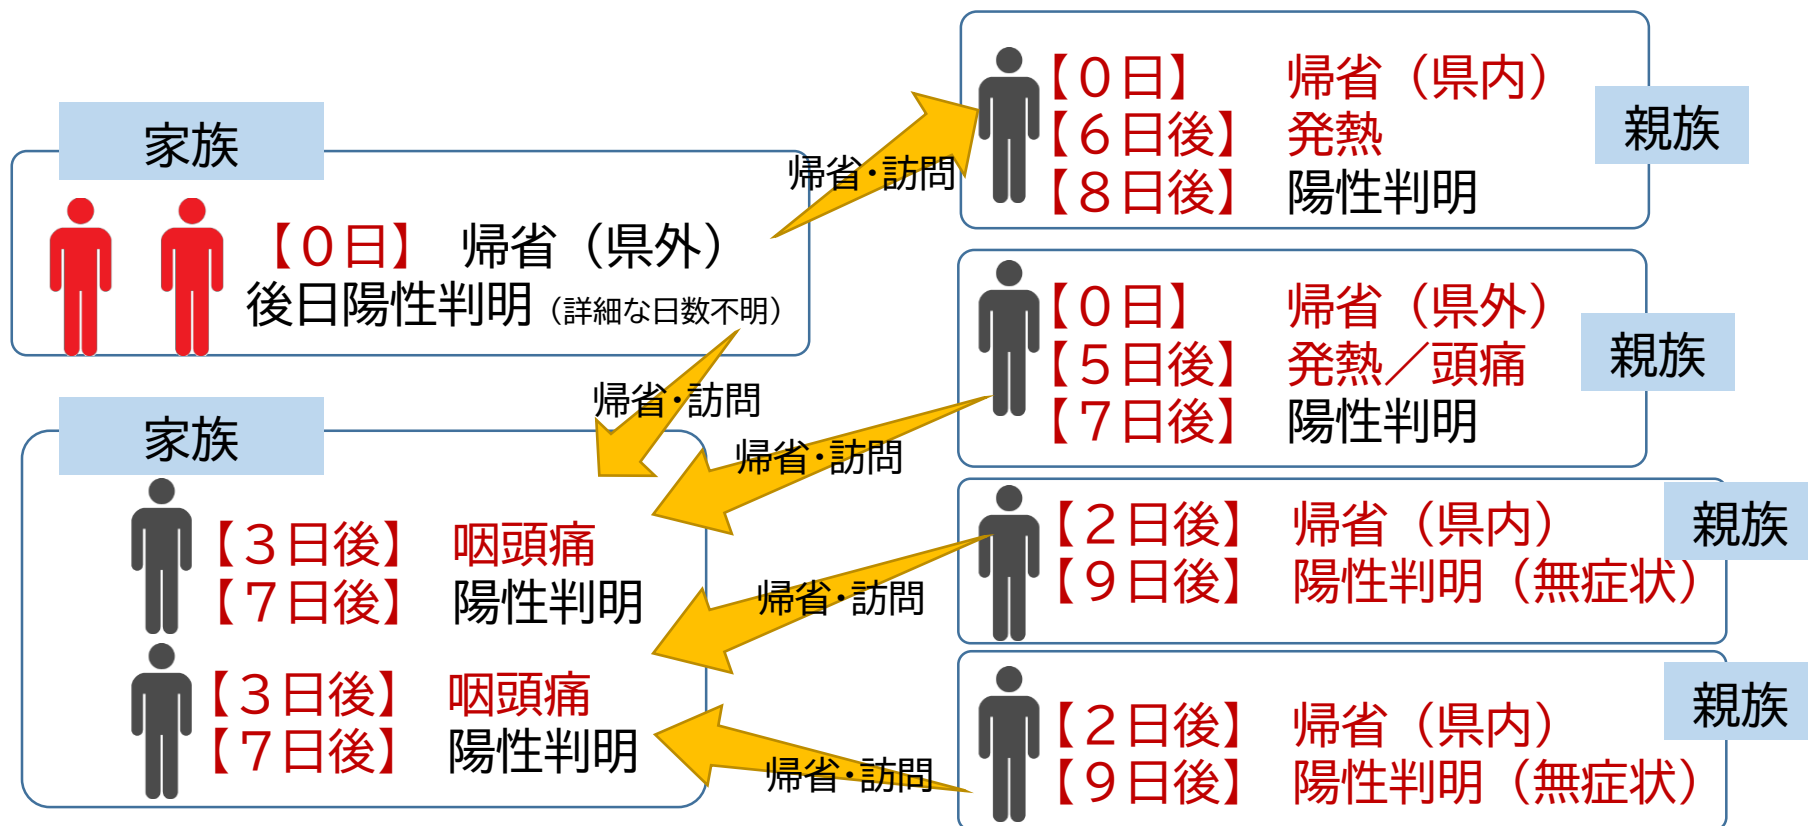 家族
【０日】　帰省（県外）
後日陽性判明（詳細な日数不明）
帰省・訪問
【０日】　　帰省（県内）
【６日後】　発熱
【８日後】　陽性判明
親族
【０日】　　帰省（県外）
【５日後】　発熱／頭痛
【７日後】　陽性判明
親族
帰省・訪問
帰省・訪問
家族
【３日後】　咽頭痛
【７日後】　陽性判明
【３日後】　咽頭痛
【７日後】　陽性判明
帰省・訪問
【２日後】　帰省（県内）
【９日後】　陽性判明（無症状）
親族
帰省・訪問
【２日後】　帰省（県内）
【９日後】　陽性判明（無症状）
親族